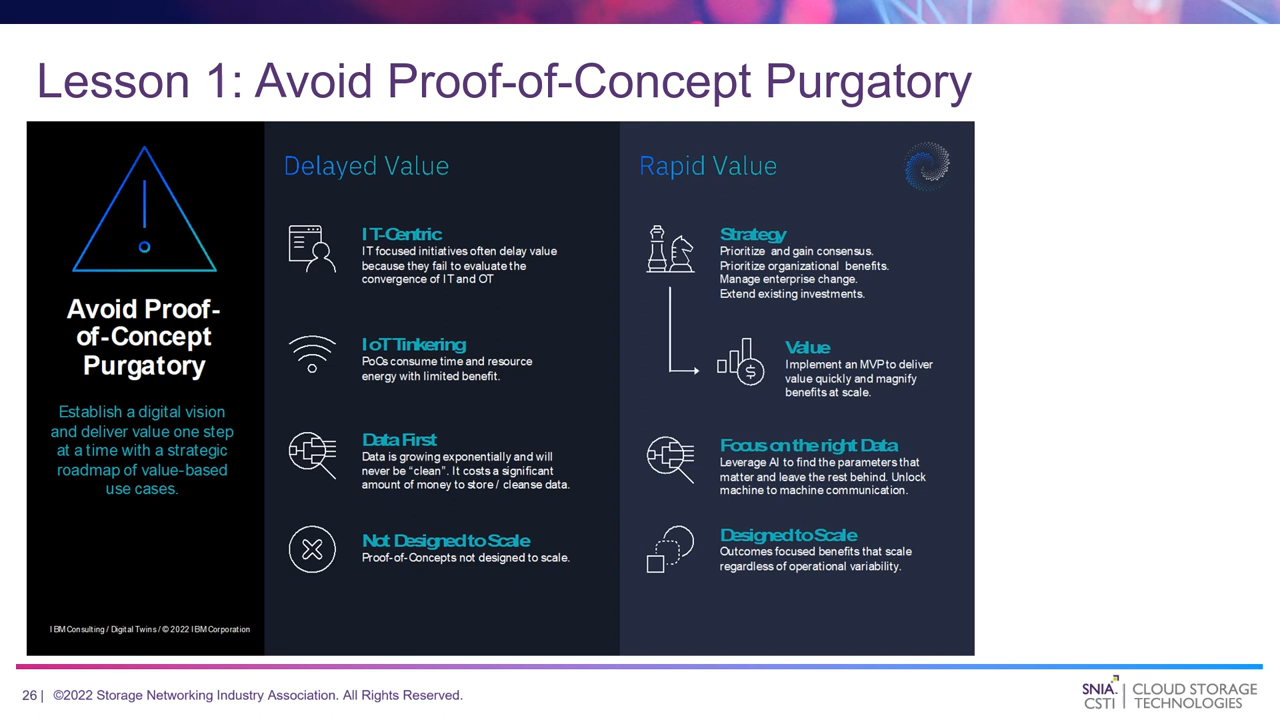 Lesson 1: Avoid Proof-of-Concept Purgatory
Avoid Proof-
of-Concept
Purgatory
Establish a digital vision
and deliver value one step
at a time with a strategic
roadmap of value-based
use cases.
IBM Consulting / Digital Twins / © 2022 IBM Corporation
Delayed Value
IT-Centric
IT focused initiatives often delay value
because they fail to evaluate the
convergence of IT and OT
IoT Tinkering
PoCs consume time and resource
energy with limited benefit.
Data First
Data is growing exponentially and will
never be “clean”. It costs a significant
amount of money to store / cleanse data.
Not Designed to Scale
Proof-of-Concepts not designed to scale.
Rapid Value
Strategy
Prioritize and gain consensus.
Prioritize organizational benefits.
Manage enterprise change.
Extend existing investments.
Value
Implement an MVP to deliver
value quickly and magnify
benefits at scale.
Focus on the right Data
Leverage AI to find the parameters that
matter and leave the rest behind. Unlock
machine to machine communication.
Designed to Scale
Outcomes focused benefits that scale
regardless of operational variability.
26 | ©2022 Storage Networking Industry Association. All Rights Reserved.
SNIA. | CLOUD STORAGE
CSTI | TECHNOLOGIES